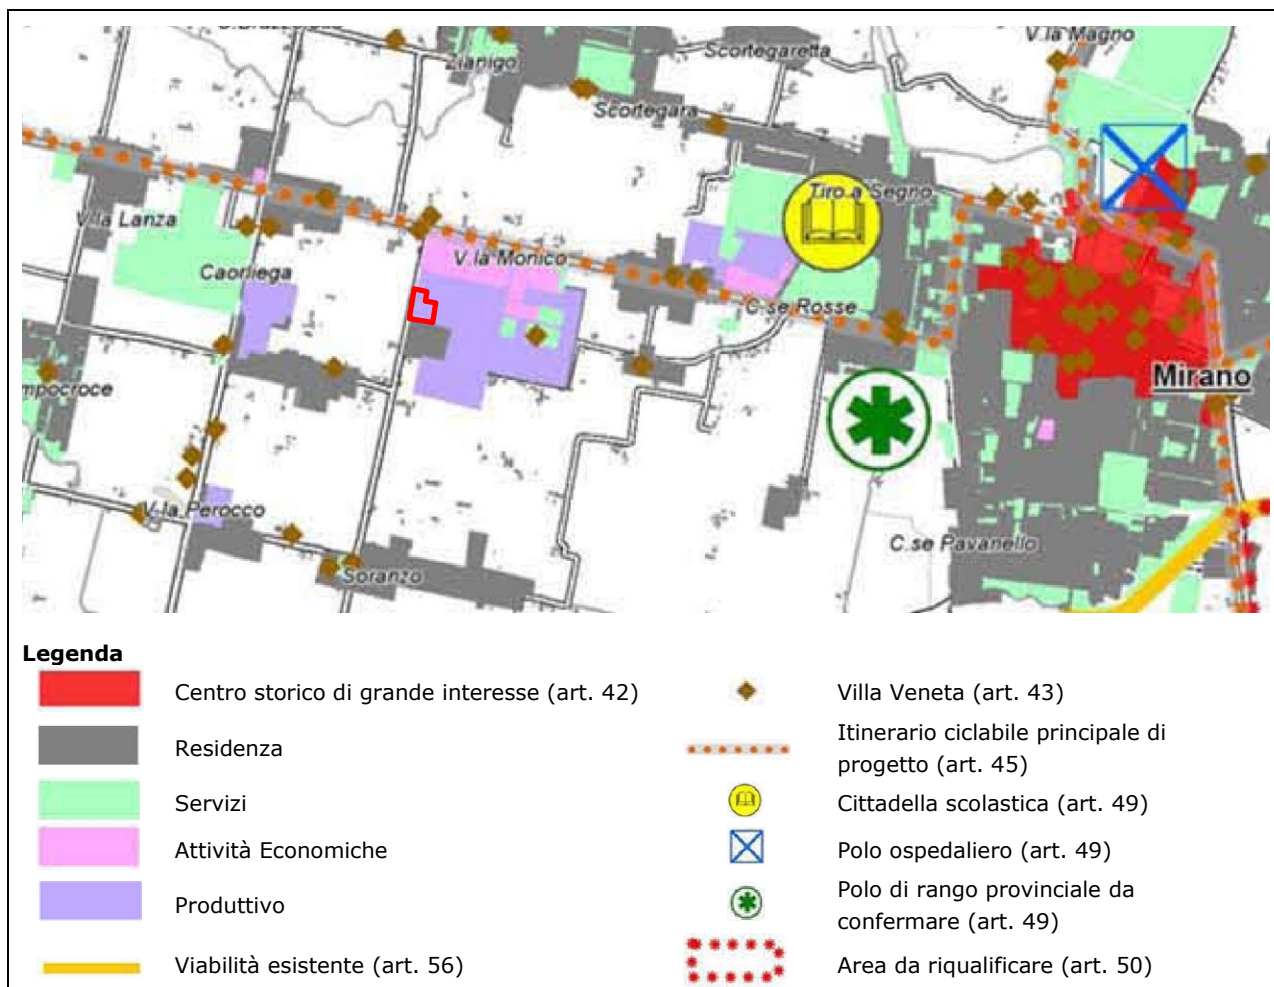 V.la Magno
Scortegaretta
Zianigo
Scortegara
Tiro a Segno
V.lla Lanza
Caorliega
V.la Monico
C.se Rosse
Mirano
mpocroce
V.la Perocco
C.se Pavanello
Soranzo
Legenda
Centro storico di grande interesse (art. 42)
Residenza
Servizi
Attività Economiche
Produttivo
Viabilità esistente (art. 56)
Villa Veneta (art. 43)
Itinerario ciclabile principale di
progetto (art. 45)
Cittadella scolastica (art. 49)
Polo ospedaliero (art. 49)
Polo di rango provinciale da
confermare (art. 49)
Area da riqualificare (art. 50)